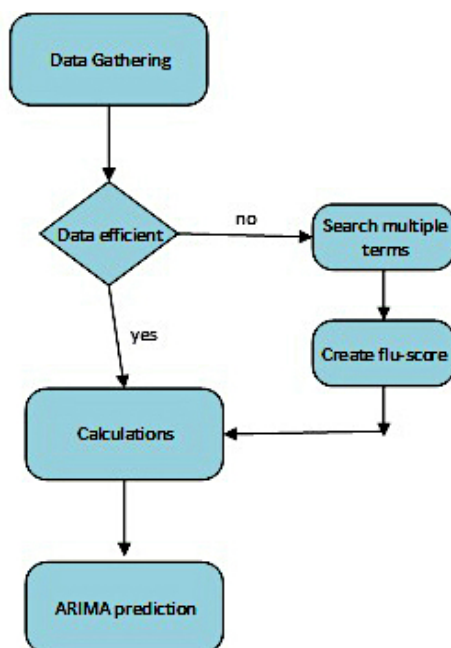 Data Gathering
Data efficient
no
Search multiple
terms
yes
Create flu-score
Calculations
ARIMA prediction